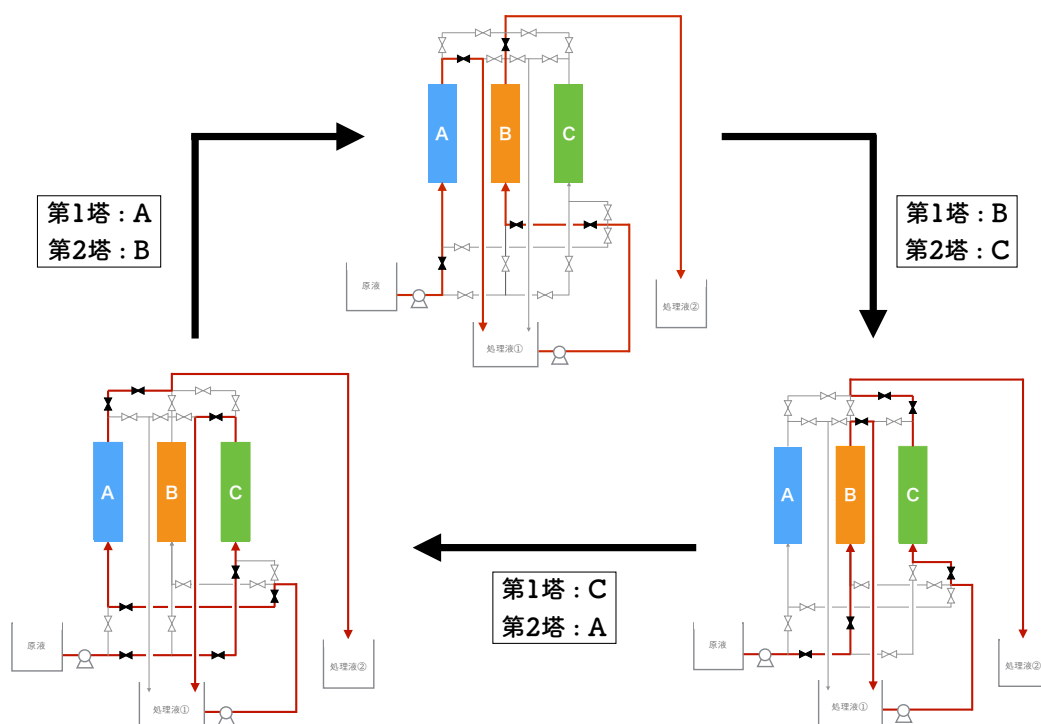 A
B
C
第1塔：A
第2塔：B
第1塔：B
第2塔：C
原液
処理液②
処理液①
A
B
C
A
B
C
第1塔：C
第2塔：A
原液
処理液②
処理液①
原液
処理液②
処理液①